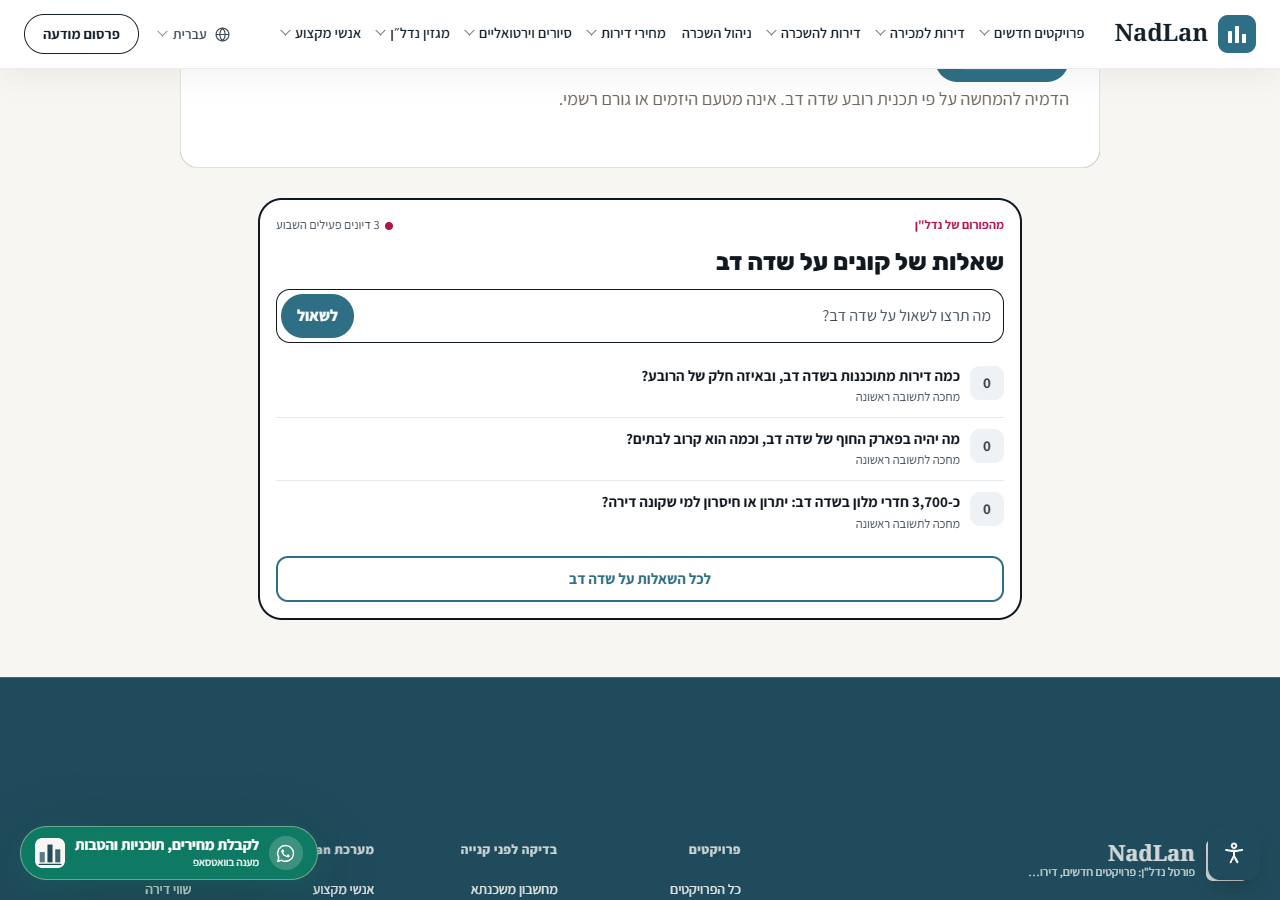 NadLan
פרויקטים חדשים
דירות למכירה
דירות להשכרה
ניהול השכרה
מחירי דירות
סיורים וירטואליים
מגזין נדל״ן
אנשי מקצוע
עברית
פרסום מודעה
הדמיה להמחשה על פי תכנית רובע שדה דב. אינה מטעם היזמים או גורם רשמי.
מהפורום של נדל"ן
3 דיונים פעילים השבוע
שאלות של קונים על שדה דב
מה תרצו לשאול על שדה דב?
לשאול
0
כמה דירות מתוכננות בשדה דב, ובאיזה חלק של הרובע?
מחכה לתשובה ראשונה
0
מה יהיה בפארק החוף של שדה דב, וכמה הוא קרוב לבתים?
מחכה לתשובה ראשונה
0
כ-3,700 חדרי מלון בשדה דב: יתרון או חיסרון למי שקונה דירה?
מחכה לתשובה ראשונה
לכל השאלות על שדה דב
NadLan
פורטל נדל"ן: פרויקטים חדשים, דירו...
פרויקטים
כל הפרויקטים
בדיקה לפני קנייה
מחשבון משכנתא
מערכת
אנשי מקצוע
שווי דירה
לקבלת מחירים, תוכניות והטבות
מענה בוואטסאפ